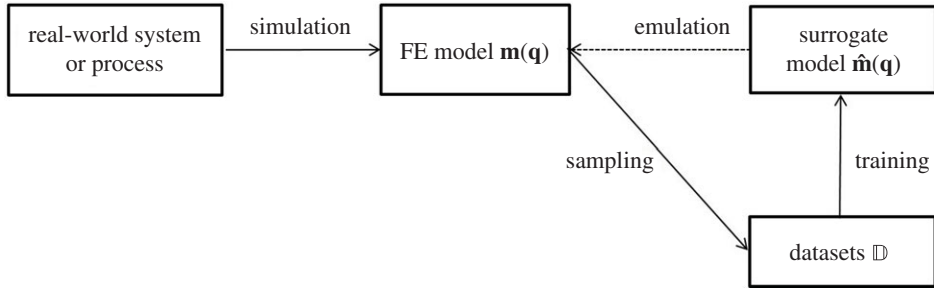 real-world system
or process
simulation
FE model m(q)
emulation
surrogate
model m̂(q)
sampling
training
datasets 𝔻